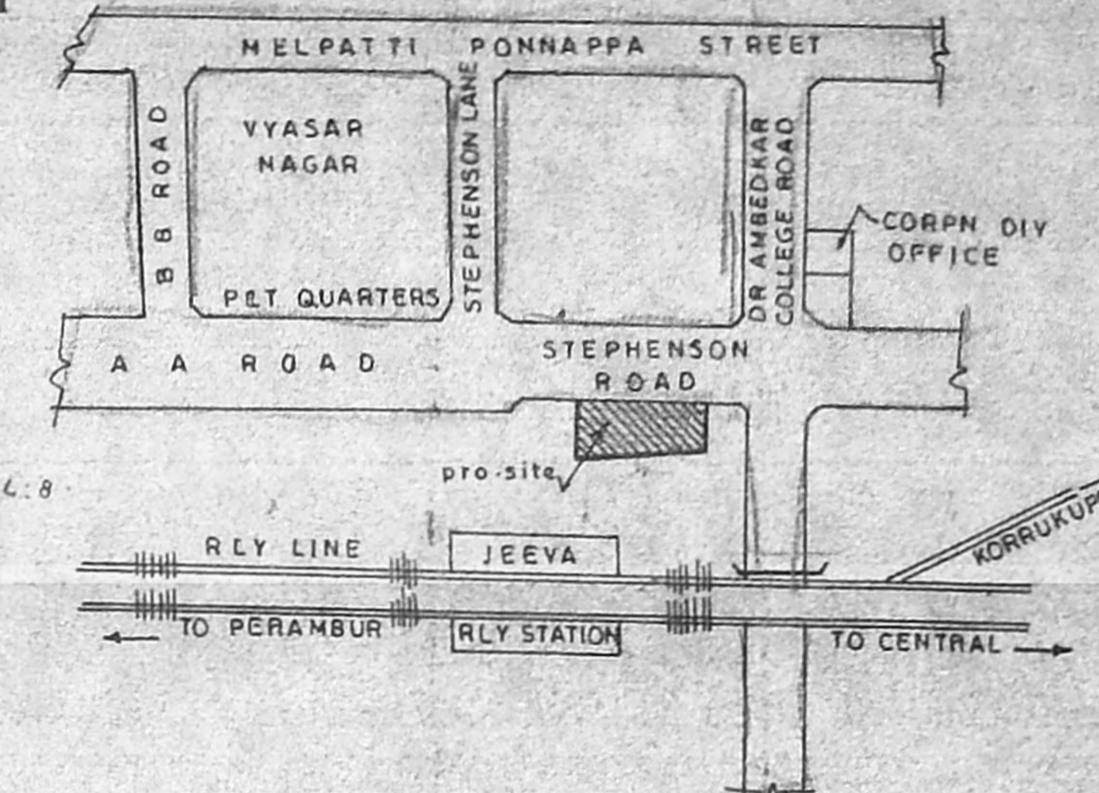 MELPATTI PONNAPPA STREET
B B ROAD
VYASAR
NAGAR
STEPHENSON LANE
DR AMBEDKAR
COLLEGE ROAD
CORPN DIV
OFFICE
P&T QUARTERS
A A ROAD
STEPHENSON
ROAD
pro.site
L:8
RLY LINE
JEEVA
KORRUKUP
TO PERAMBUR
RLY STATION
TO CENTRAL